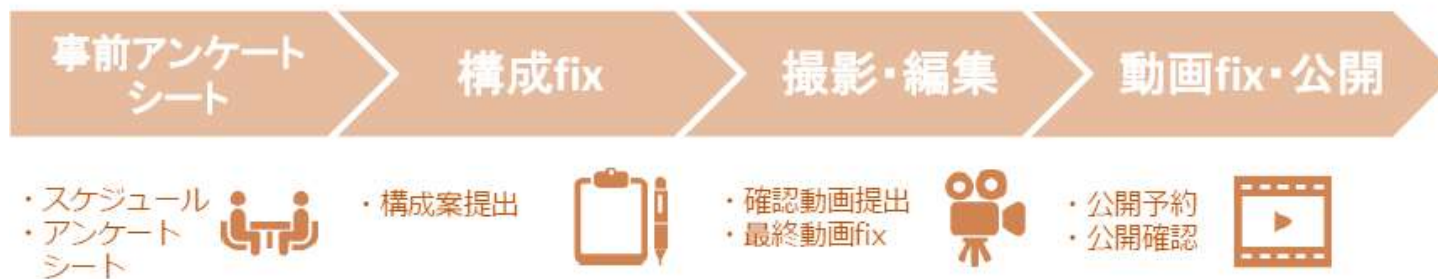 事前アンケート
シート
構成fix
撮影・編集
動画fix・公開
・スケジュール
・アンケート
シート
・構成案提出
・確認動画提出
・最終動画fix
・公開予約
・公開確認